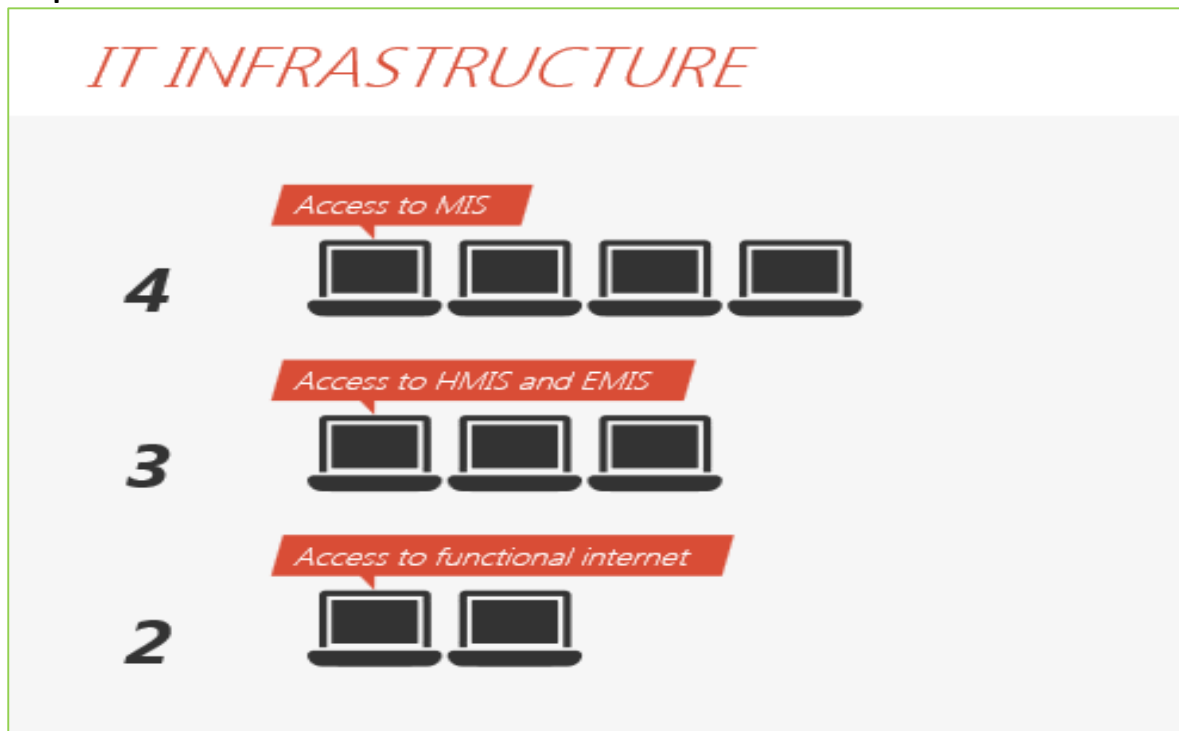 IT INFRASTRUCTURE
Access to MIS
4
Access to HMIS and EMIS
3
Access to functional internet
2